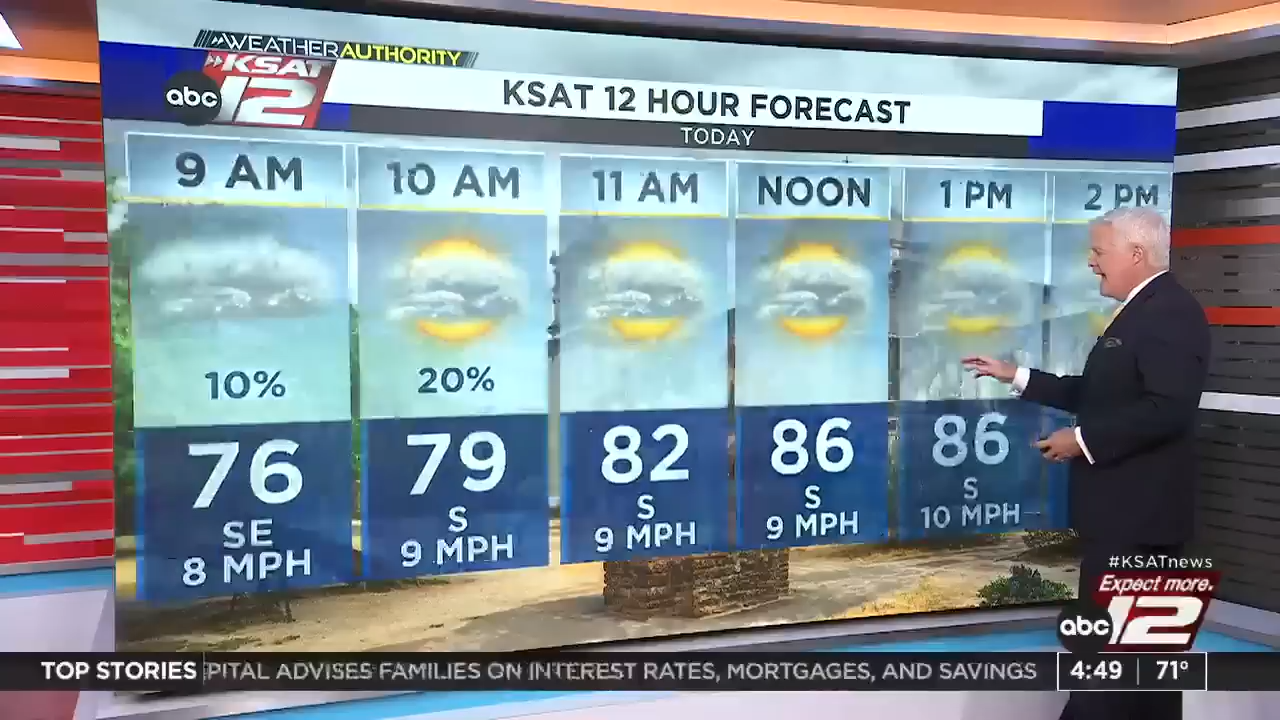 WEATHERAUTHORITY
KSAT
abc 12
KSAT 12 HOUR FORECAST
TODAY
9 AM
10%
76
SE
8 MPH
10 AM
20%
79
S
9 MPH
11 AM
82
S
9 MPH
NOON
86
S
9 MPH
1 PM
86
S
10 MPH
2 PM
#KSATnews
Expect more.
abc 12
TOP STORIES PITAL ADVISES FAMILIES ON INTEREST RATES, MORTGAGES, AND SAVINGS 4:49 71°